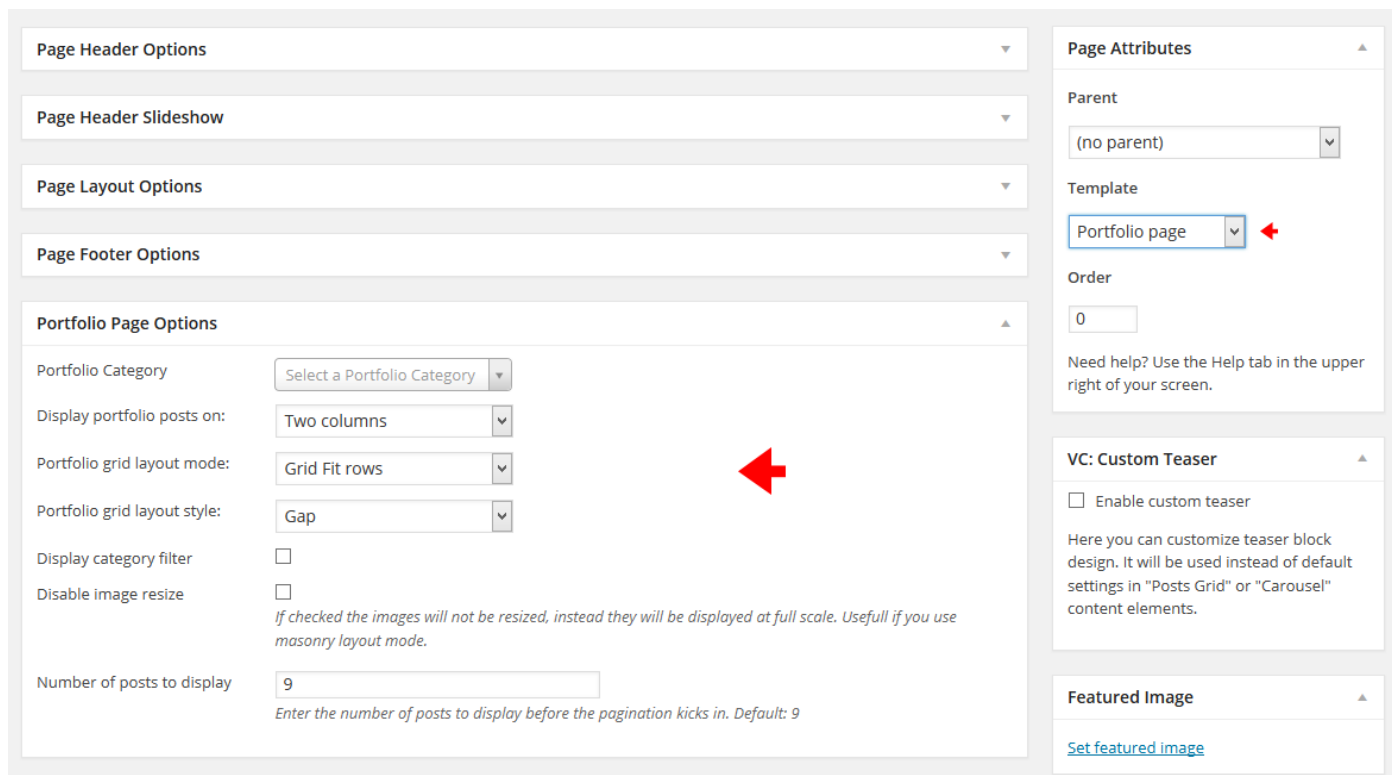 Page Header Options
Page Header Slideshow
Page Layout Options
Page Footer Options
Portfolio Page Options
Portfolio Category
Select a Portfolio Category
Display portfolio posts on:
Two columns
Portfolio grid layout mode:
Grid Fit rows
Portfolio grid layout style:
Gap
Display category filter
Disable image resize
If checked the images will not be resized, instead they will be displayed at full scale. Usefull if you use
masonry layout mode.
Number of posts to display
9
Enter the number of posts to display before the pagination kicks in. Default: 9
Page Attributes
Parent
(no parent)
Template
Portfolio page
Order
0
Need help? Use the Help tab in the upper
right of your screen.
VC: Custom Teaser
Enable custom teaser
Here you can customize teaser block
design. It will be used instead of default
settings in "Posts Grid" or "Carousel"
content elements.
Featured Image
Set featured image